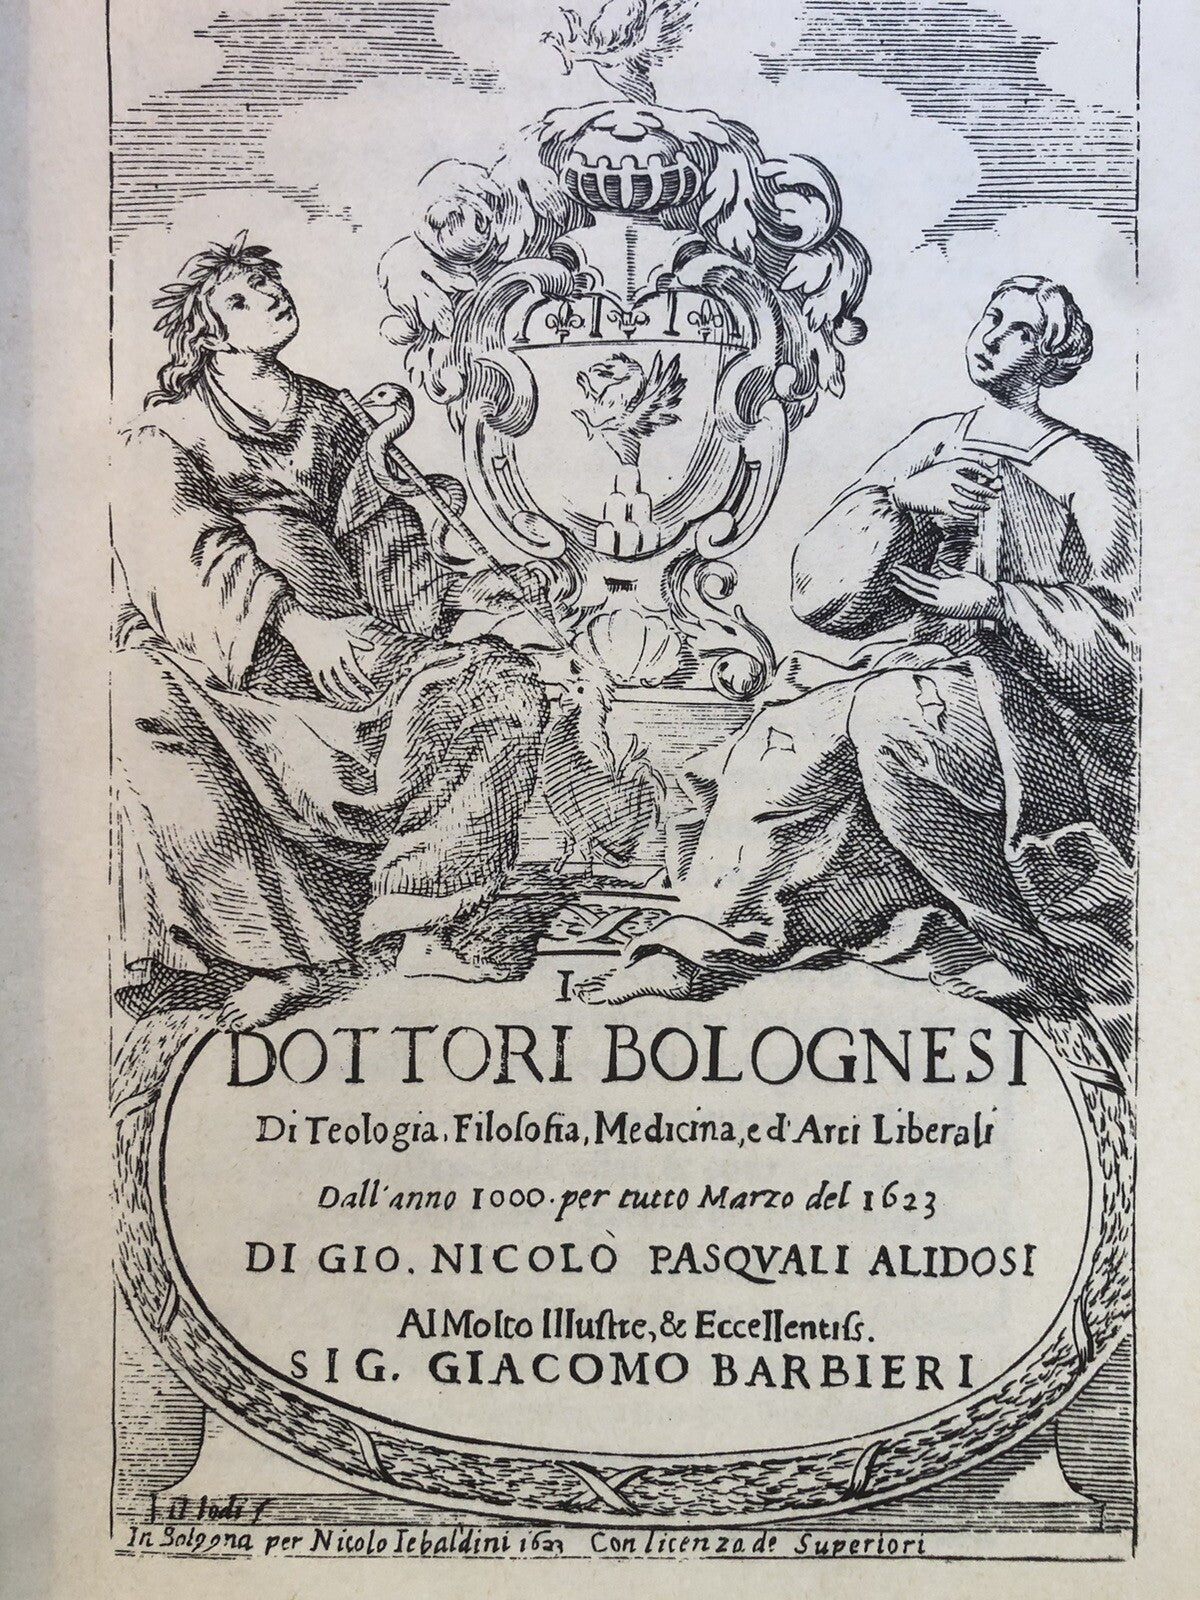 I
DOTTORI BOLOGNESI
Di Teologia, Filoſofia, Medicina, e d'Arti Liberali
Dall'anno 1000. per tutto Marzo del 1623
DI GIO. NICOLÒ PASQVALI ALIDOSI
Al Molto Illuſtre, & Eccellentiſs.
SIG. GIACOMO BARBIERI
In Bologna per Nicolo Tebaldini 1623 Con licenza de Superiori